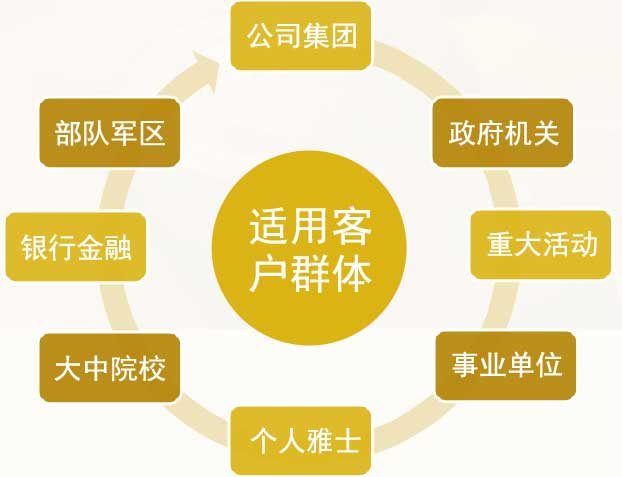 公司集团
政府机关
重大活动
事业单位
个人雅士
大中院校
银行金融
部队军区
适用客
户群体